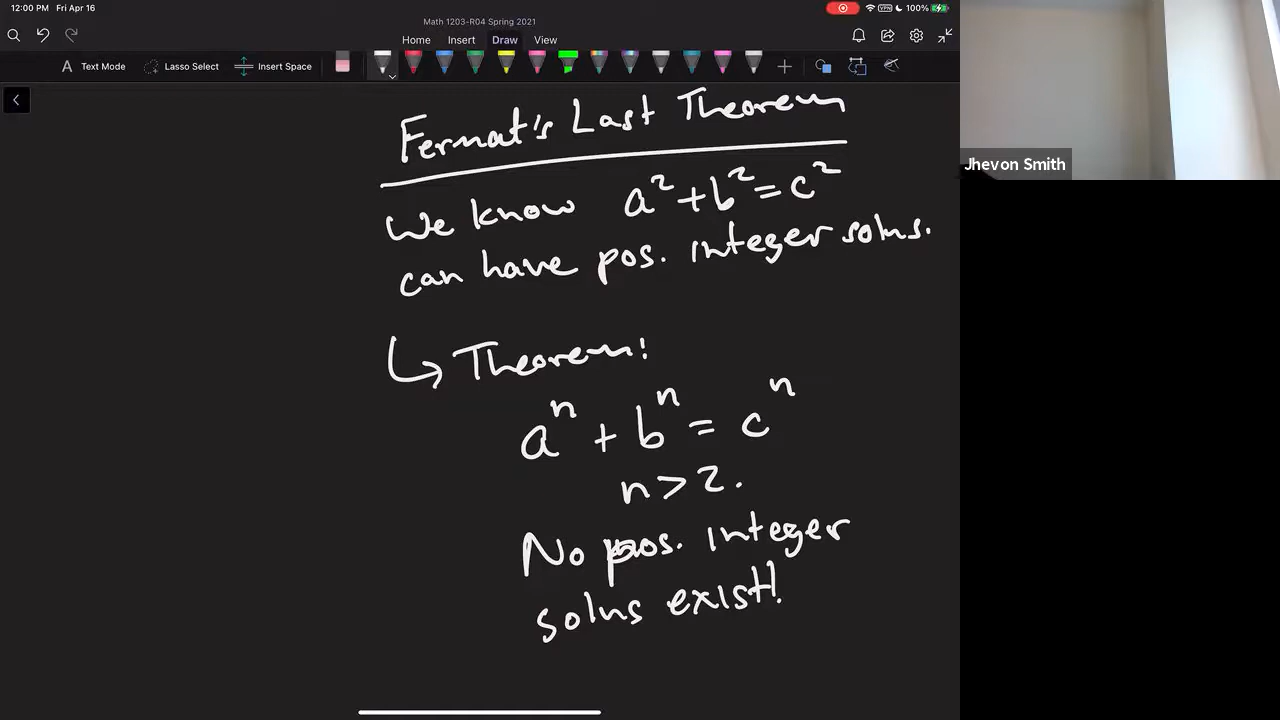 12:00 PM Fri Apr 16
100%
Math 1203-R04 Spring 2021
Home Insert Draw View
Text Mode Lasso Select Insert Space
Jhevon Smith
Fermat's Last Theorem
We know a² + b² = c²
can have pos. integer solns.
↳ Theorem!
aⁿ + bⁿ = cⁿ
n > 2.
No pos. integer
solns exist!